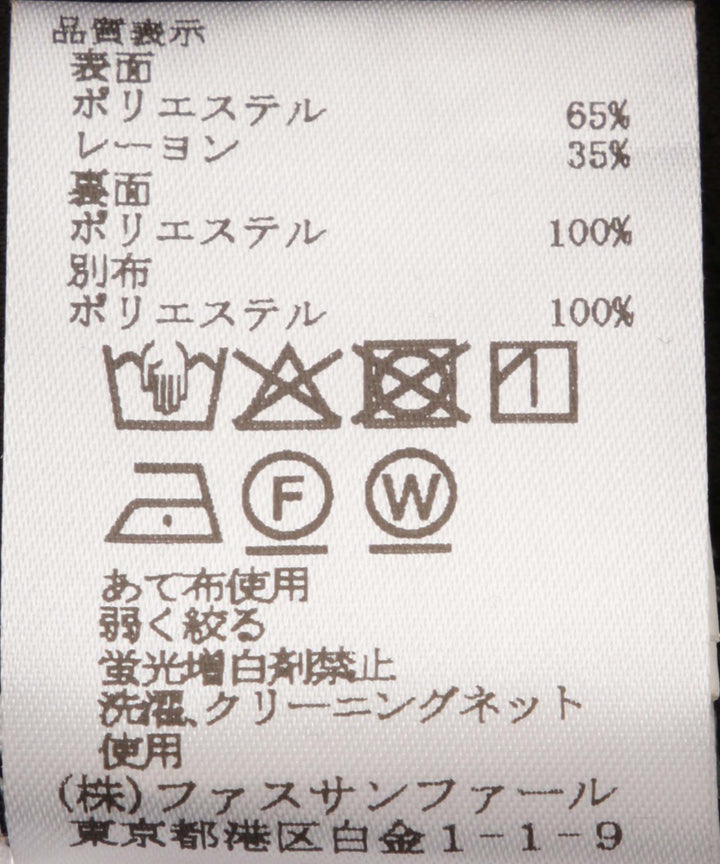 品質表示
表面
ポリエステル 65%
レーヨン 35%
裏面
ポリエステル 100%
別布
ポリエステル 100%
F W
あて布使用
弱く絞る
蛍光増白剤禁止
洗濯、クリーニングネット
使用
(株)ファスサンファール
東京都港区白金1-1-9